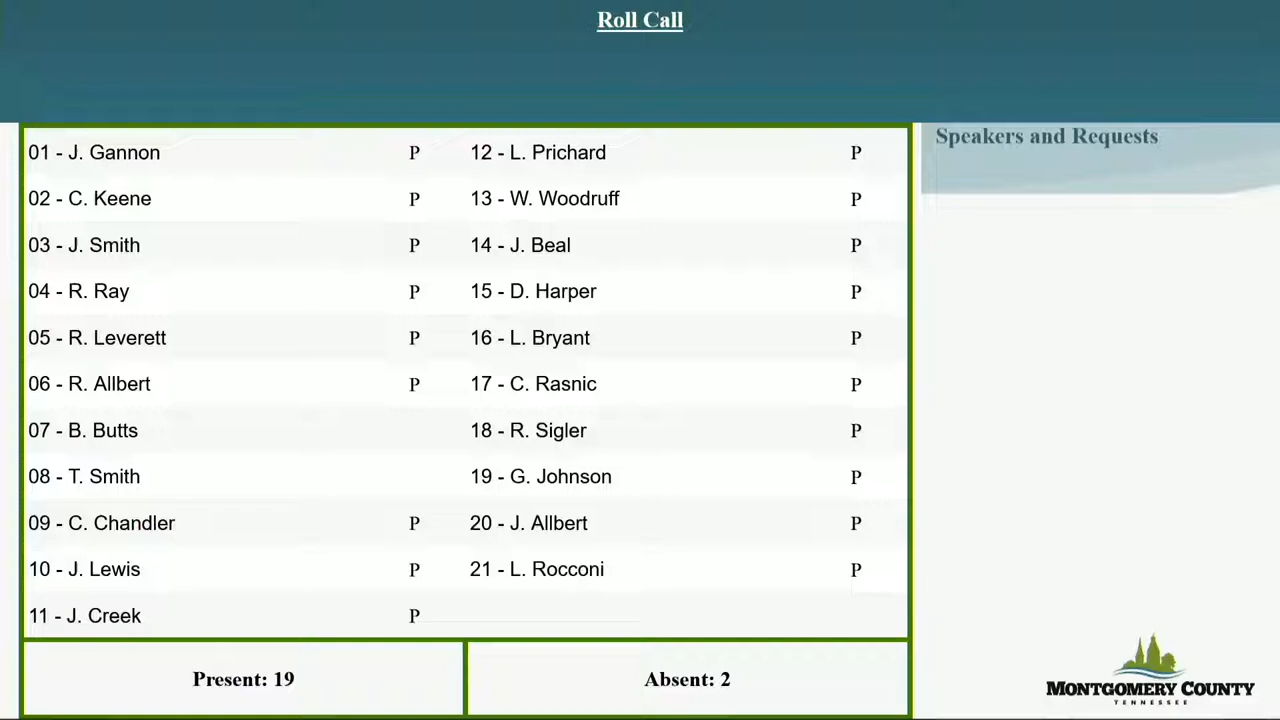 Roll Call
01 - J. Gannon P
02 - C. Keene P
03 - J. Smith P
04 - R. Ray P
05 - R. Leverett P
06 - R. Allbert P
07 - B. Butts
08 - T. Smith
09 - C. Chandler P
10 - J. Lewis P
11 - J. Creek P
12 - L. Prichard P
13 - W. Woodruff P
14 - J. Beal P
15 - D. Harper P
16 - L. Bryant P
17 - C. Rasnic P
18 - R. Sigler P
19 - G. Johnson P
20 - J. Allbert P
21 - L. Rocconi P
Present: 19
Absent: 2
Speakers and Requests
MONTGOMERY COUNTY
TENNESSEE